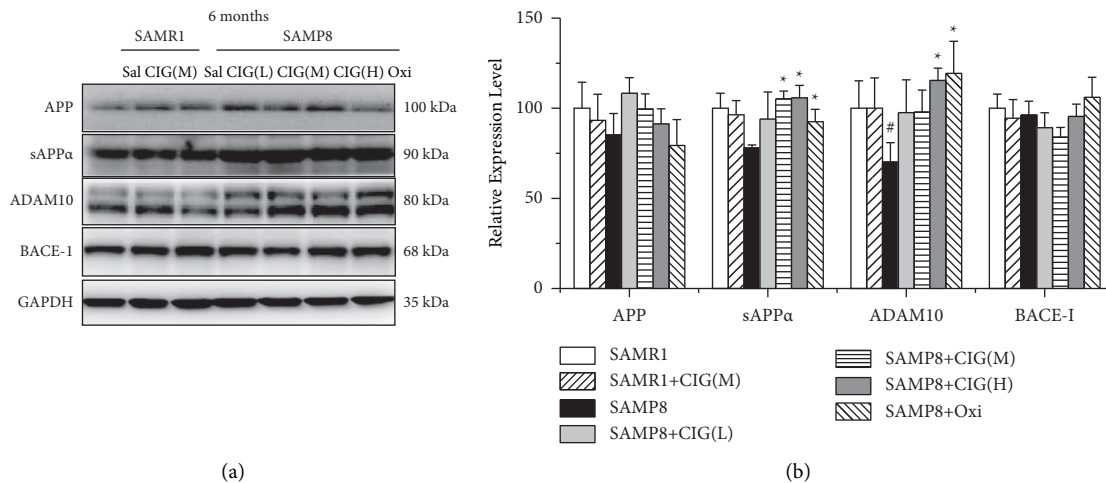 6 months
SAMR1 SAMP8
Sal CIG(M) Sal CIG(L) CIG(M) CIG(H) Oxi
APP 100 kDa
sAPPα 90 kDa
ADAM10 80 kDa
BACE-1 68 kDa
GAPDH 35 kDa
(a)
Relative Expression Level
150
100
50
0
* * *
# * *
APP sAPPα ADAM10 BACE-I
SAMR1
SAMR1+CIG(M)
SAMP8
SAMP8+CIG(L)
SAMP8+CIG(M)
SAMP8+CIG(H)
SAMP8+Oxi
(b)